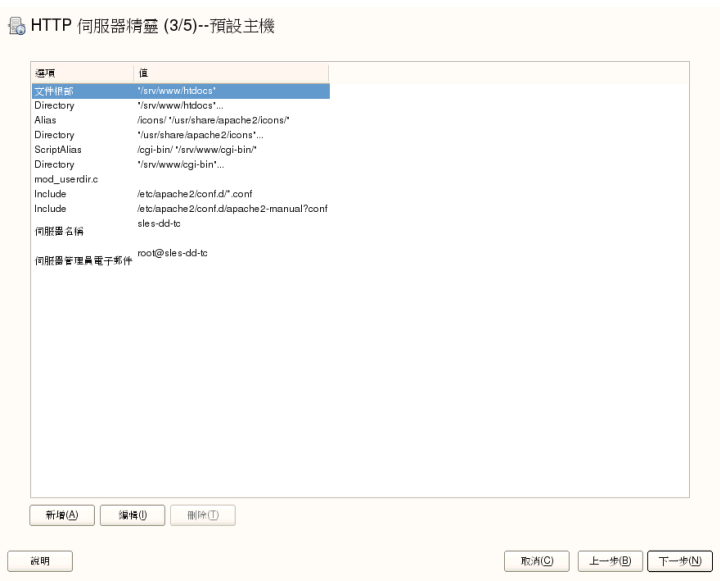 HTTP 伺服器精靈 (3/5)--預設主機
選項 值
文件根部 "/srv/www/htdocs"
Directory "/srv/www/htdocs"...
Alias /icons/ "/usr/share/apache2/icons/"
Directory "/usr/share/apache2/icons"...
ScriptAlias /cgi-bin/ "/srv/www/cgi-bin/"
Directory "/srv/www/cgi-bin"...
mod_userdir.c
Include /etc/apache2/conf.d/*.conf
Include /etc/apache2/conf.d/apache2-manual?conf
伺服器名稱 sles-dd-tc
伺服器管理員電子郵件 root@sles-dd-tc
新增(A) 編輯(I) 刪除(T)
說明 取消(C) 上一步(B) 下一步(N)